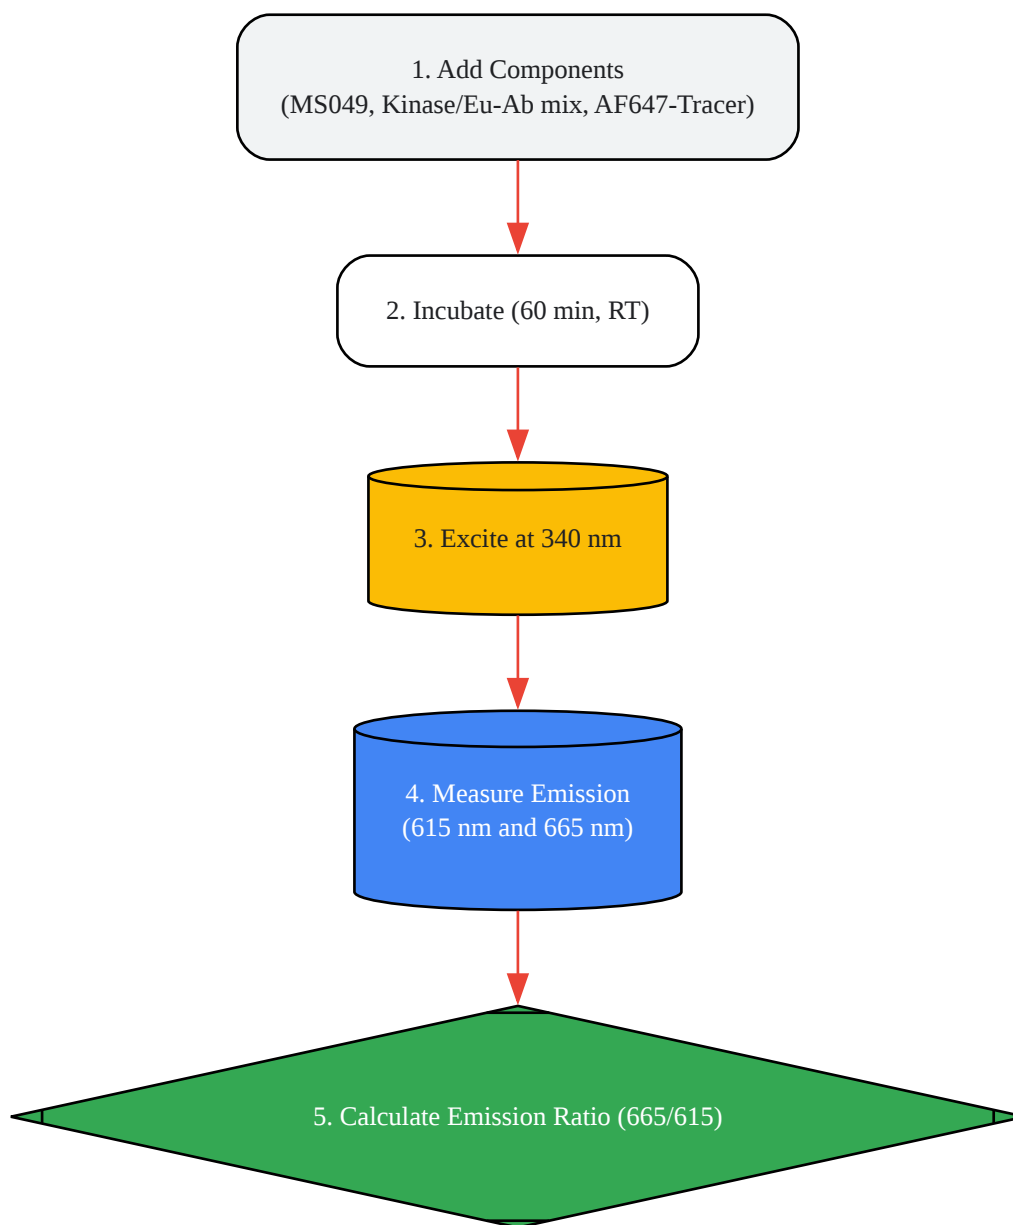 1. Add Components
(MS049, Kinase/Eu-Ab mix, AF647-Tracer)
2. Incubate (60 min, RT)
3. Excite at 340 nm
4. Measure Emission
(615 nm and 665 nm)
5. Calculate Emission Ratio (665/615)